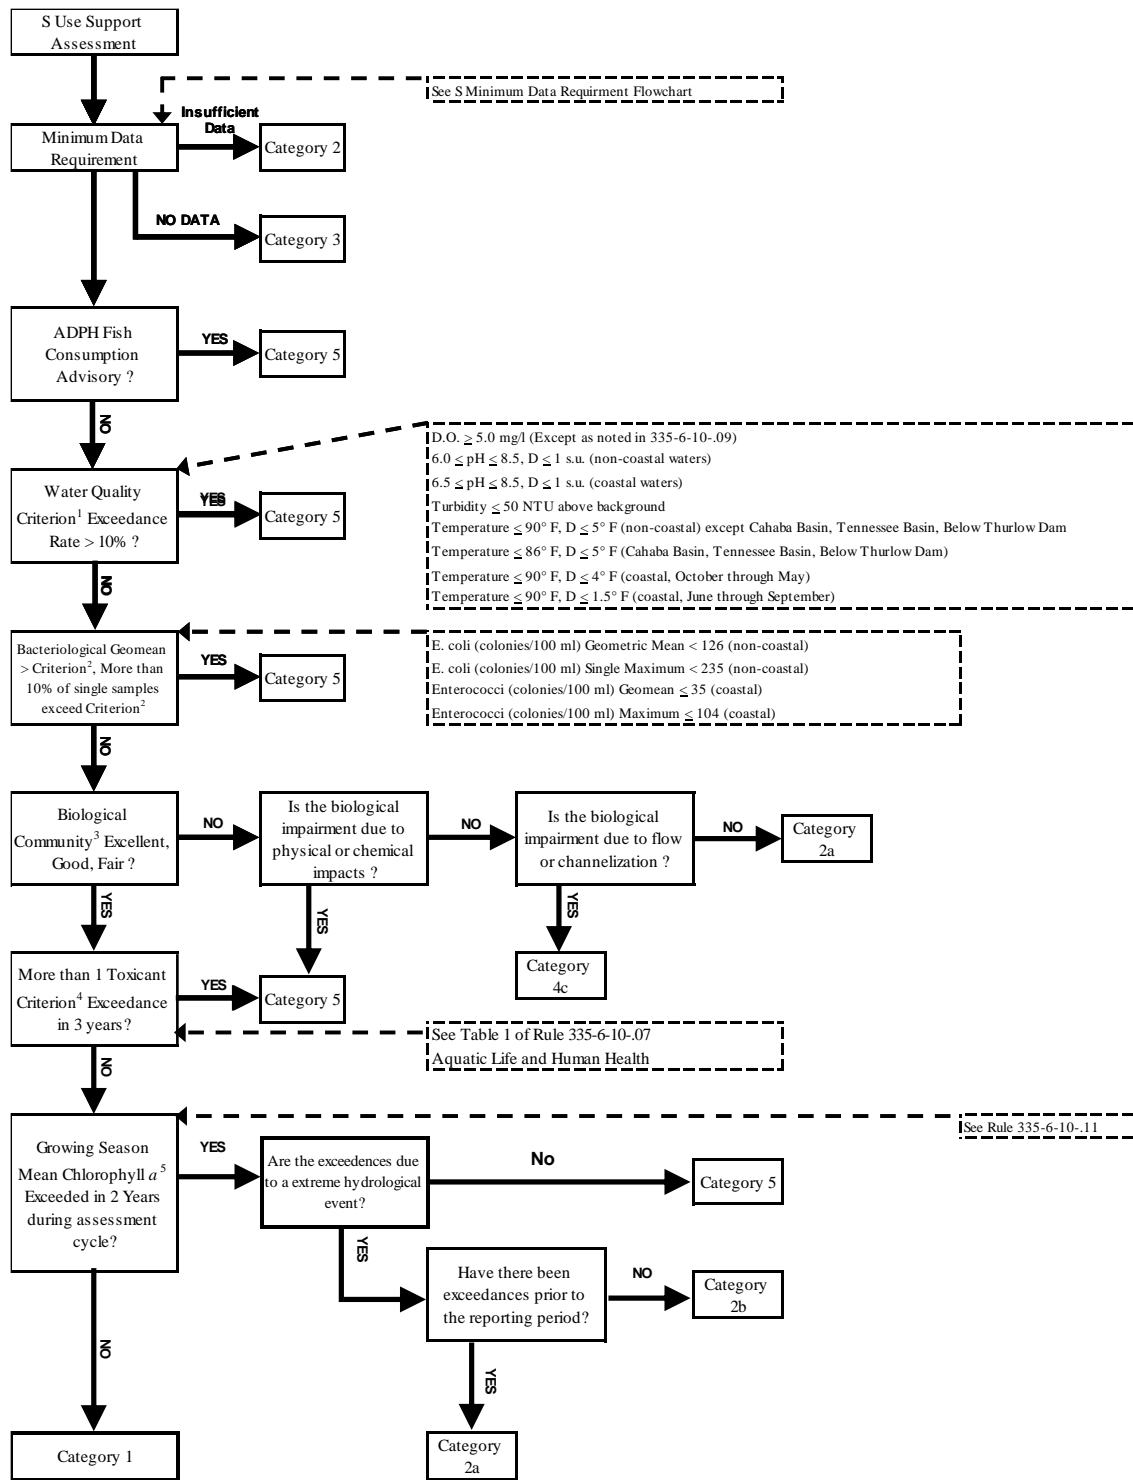 S Use Support
Assessment
See S Minimum Data Requirment Flowchart
Insufficient
Data
Minimum Data
Requirement
Category 2
NO DATA
Category 3
ADPH Fish
Consumption
Advisory ?
YES
Category 5
NO
D.O. ≥ 5.0 mg/l (Except as noted in 335-6-10-.09)
6.0 ≤ pH ≤ 8.5, D ≤ 1 s.u. (non-coastal waters)
6.5 ≤ pH ≤ 8.5, D ≤ 1 s.u. (coastal waters)
Turbidity ≤ 50 NTU above background
Temperature ≤ 90° F, D ≤ 5° F (non-coastal) except Cahaba Basin, Tennessee Basin, Below Thurlow Dam
Temperature ≤ 86° F, D ≤ 5° F (Cahaba Basin, Tennessee Basin, Below Thurlow Dam)
Temperature ≤ 90° F, D ≤ 4° F (coastal, October through May)
Temperature ≤ 90° F, D ≤ 1.5° F (coastal, June through September)
Water Quality
Criterion¹ Exceedance
Rate > 10% ?
YES
YES
Category 5
NO
Bacteriological Geomean
> Criterion², More than
10% of single samples
exceed Criterion²
YES
Category 5
E. coli (colonies/100 ml) Geometric Mean < 126 (non-coastal)
E. coli (colonies/100 ml) Single Maximum < 235 (non-coastal)
Enterococci (colonies/100 ml) Geomean ≤ 35 (coastal)
Enterococci (colonies/100 ml) Maximum ≤ 104 (coastal)
NO
Biological
Community³ Excellent,
Good, Fair ?
NO
Is the biological
impairment due to
physical or chemical
impacts ?
NO
Is the biological
impairment due to flow
or channelization ?
NO
Category
2a
YES
YES
YES
More than 1 Toxicant
Criterion⁴ Exceedance
in 3 years?
YES
Category 5
Category
4c
See Table 1 of Rule 335-6-10-.07
Aquatic Life and Human Health
NO
See Rule 335-6-10-.11
Growing Season
Mean Chlorophyll a⁵
Exceeded in 2 Years
during assessment
cycle?
YES
Are the exceedences due
to a extreme hydrological
event?
No
Category 5
YES
Have there been
exceedances prior to
the reporting period?
NO
Category
2b
NO
YES
Category 1
Category
2a